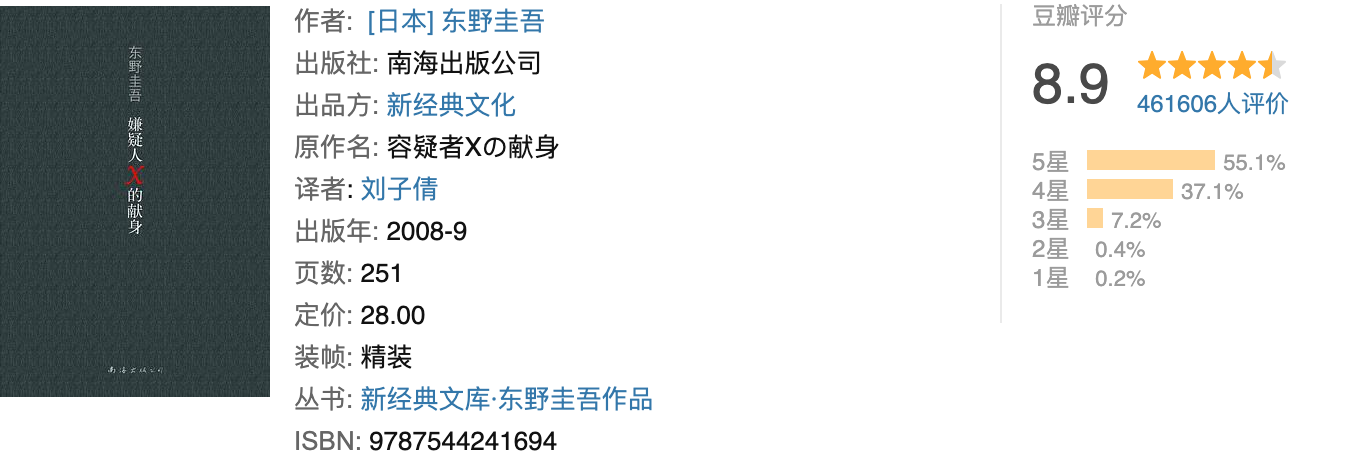 东野圭吾
嫌疑人X的献身
南海出版公司
作者: [日本] 东野圭吾
出版社: 南海出版公司
出品方: 新经典文化
原作名: 容疑者Xの献身
译者: 刘子倩
出版年: 2008-9
页数: 251
定价: 28.00
装帧: 精装
丛书: 新经典文库·东野圭吾作品
ISBN: 9787544241694
豆瓣评分
8.9
461606人评价
5星 55.1%
4星 37.1%
3星 7.2%
2星 0.4%
1星 0.2%